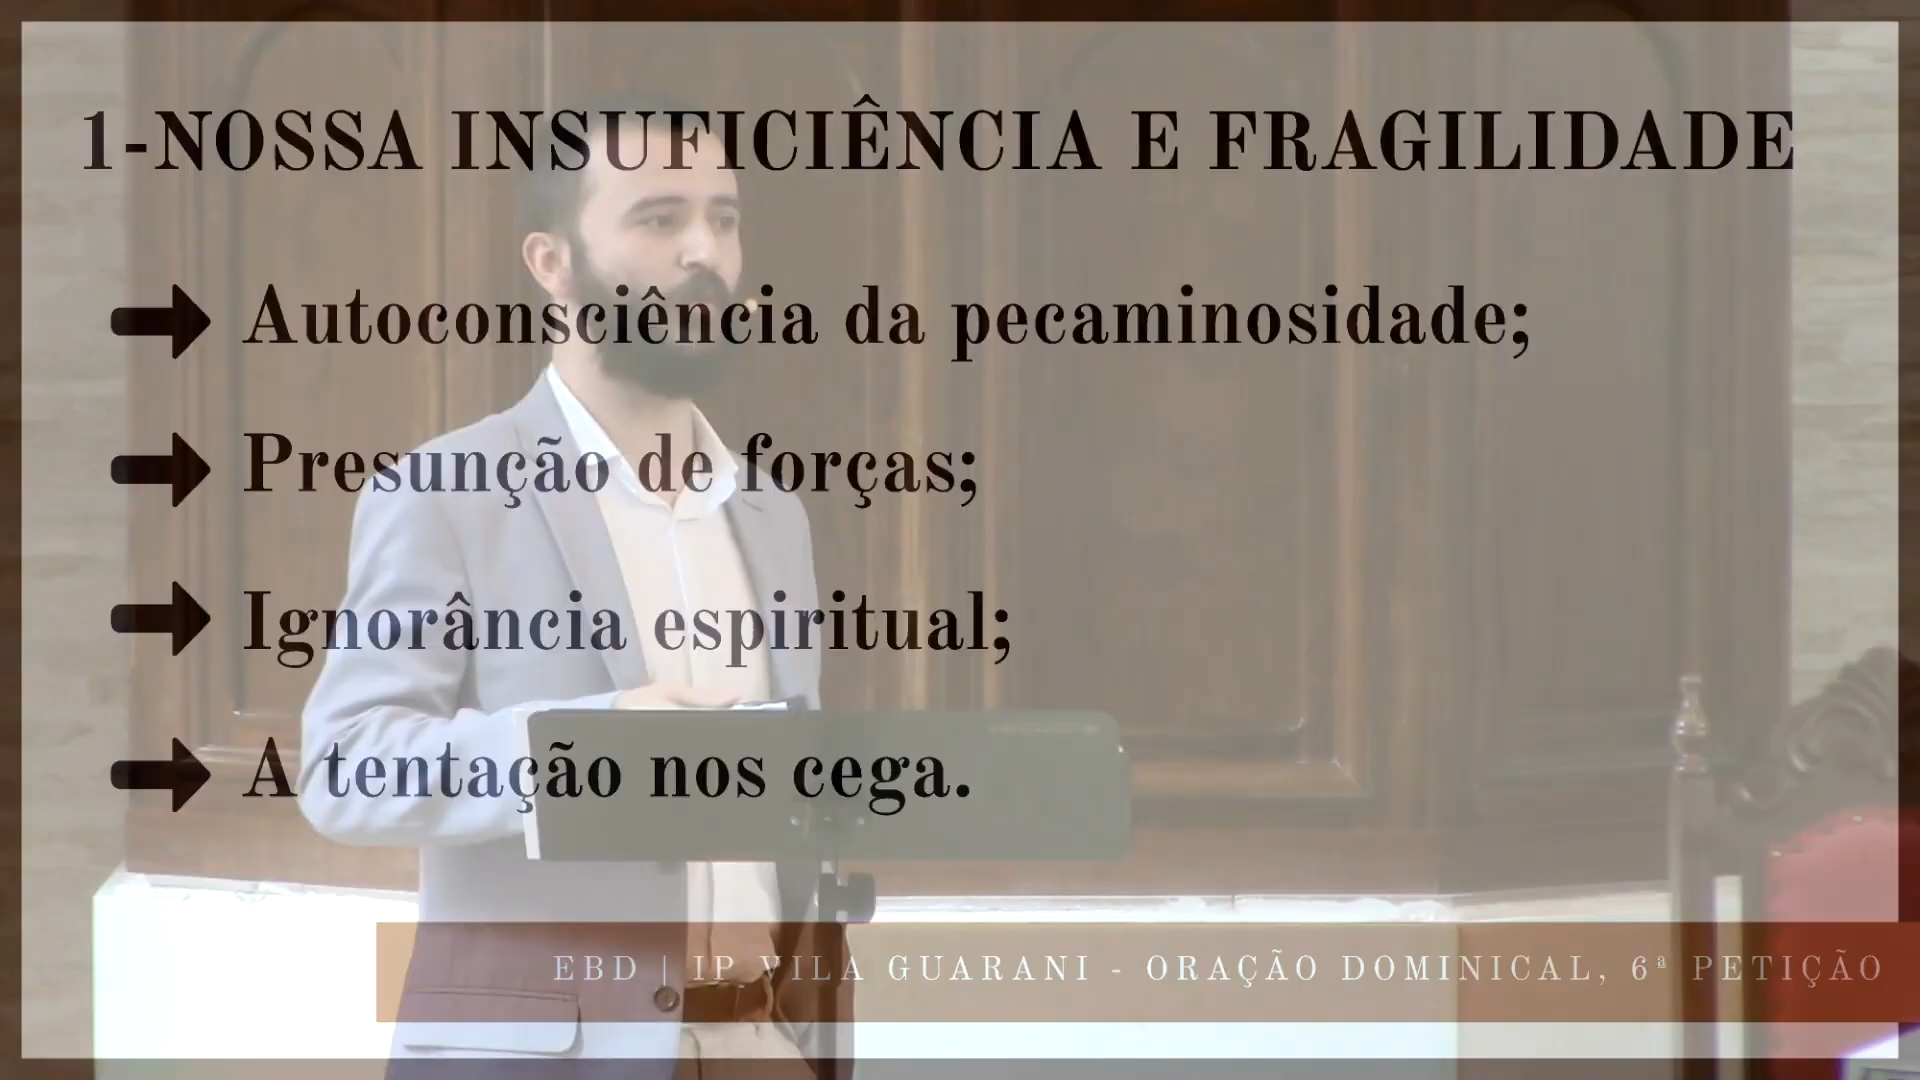 1-NOSSA INSUFICIÊNCIA E FRAGILIDADE
Autoconsciência da pecaminosidade;
Presunção de forças;
Ignorância espiritual;
A tentação nos cega.
EBD | IP VILA GUARANI - ORAÇÃO DOMINICAL, 6ª PETIÇÃO